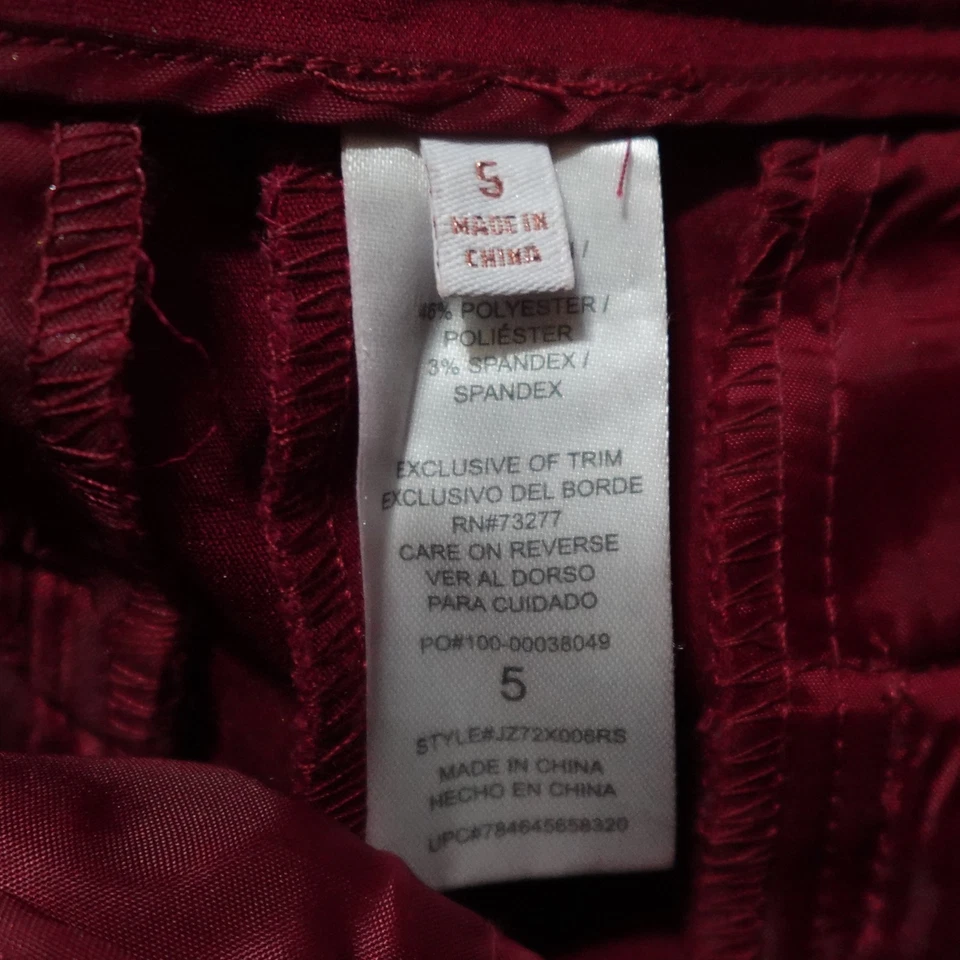 5
MADE IN
CHINA
/
46% POLYESTER /
POLIÉSTER
3% SPANDEX /
SPANDEX
EXCLUSIVE OF TRIM
EXCLUSIVO DEL BORDE
RN#73277
CARE ON REVERSE
VER AL DORSO
PARA CUIDADO
PO#100-00038049
5
STYLE#JZ72X006RS
MADE IN CHINA
HECHO EN CHINA
UPC#784645658320